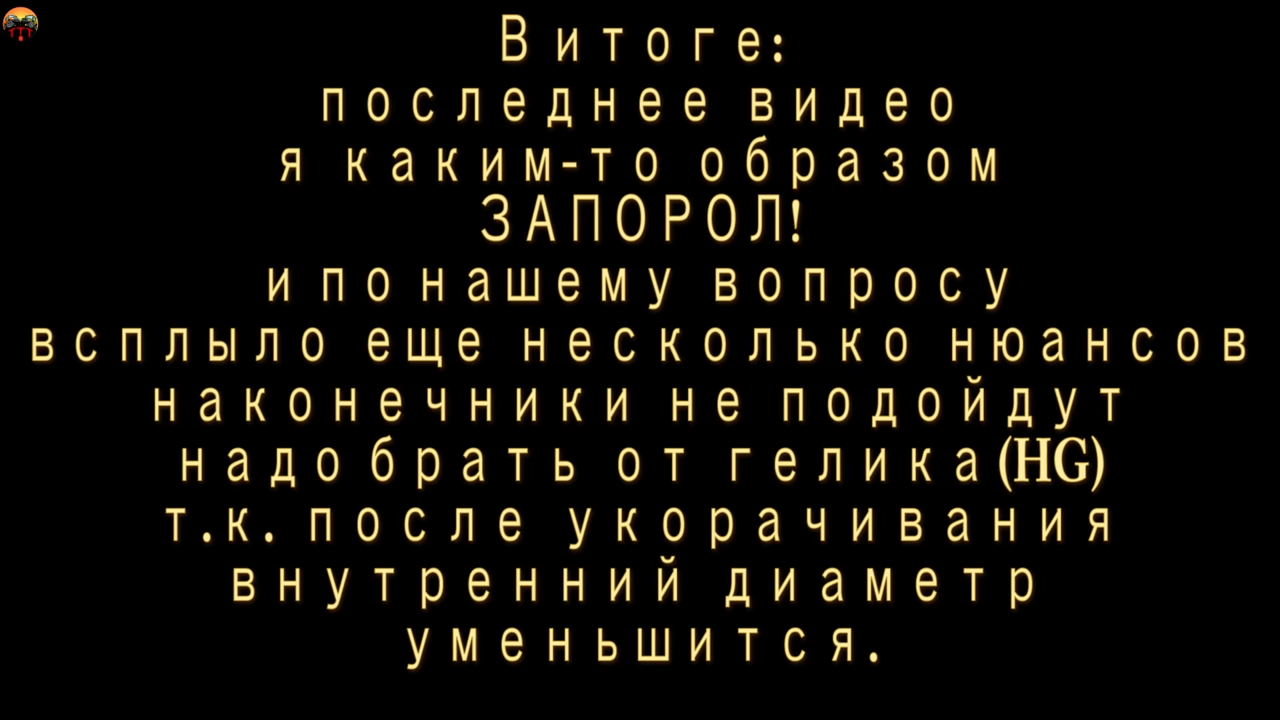 В итоге:
последнее видео
я каким-то образом
ЗАПОРОЛ!
и по нашему вопросу
всплыло еще несколько нюансов
наконечники не подойдут
надо брать от гелика(HG)
т.к. после укорачивания
внутренний диаметр
уменьшится.